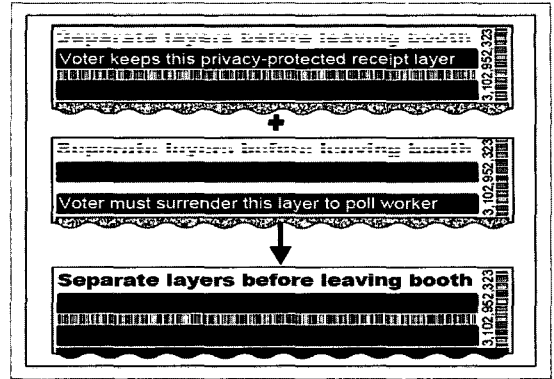 Voter keeps this privacy-protected receipt layer
3,102,952,323
+
3,102,952,323
Voter must surrender this layer to poll worker
Separate layers before leaving booth
3,102,952,323